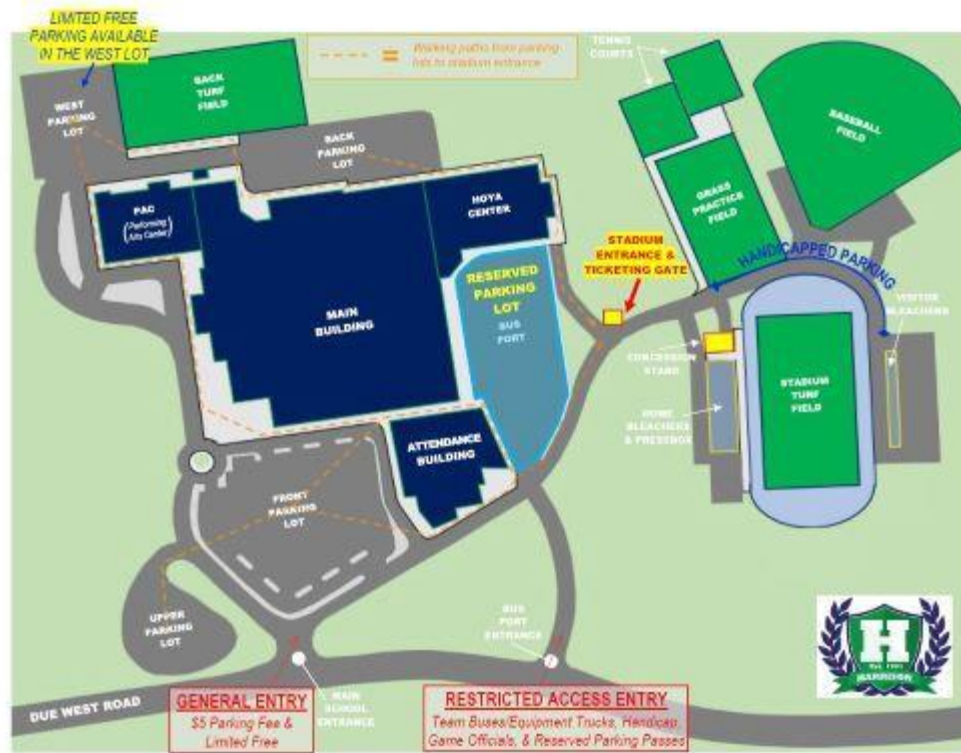 LIMITED FREE
PARKING AVAILABLE
IN THE WEST LOT
= Walking paths from parking
lots to stadium entrance
TENNIS
COURTS
BACK
TURF
FIELD
WEST
PARKING
LOT
BACK
PARKING
LOT
BASEBALL
FIELD
GRASS
PRACTICE
FIELD
PAC
(Performing
Arts Center)
HOYA
CENTER
STADIUM
ENTRANCE &
TICKETING GATE
HANDICAPPED PARKING
RESERVED
PARKING
LOT
BUS
PORT
VISITOR
BLEACHERS
MAIN
BUILDING
CONCESSION
STAND
STADIUM
TURF
FIELD
HOME
BLEACHERS
& PRESSBOX
ATTENDANCE
BUILDING
FRONT
PARKING
LOT
UPPER
PARKING
LOT
BUS
PORT
ENTRANCE
H
Est. 1991
HARRISON
MAIN
SCHOOL
ENTRANCE
GENERAL ENTRY
$5 Parking Fee &
Limited Free
RESTRICTED ACCESS ENTRY
Team Buses/Equipment Trucks, Handicap,
Game Officials, & Reserved Parking Passes
DUE WEST ROAD